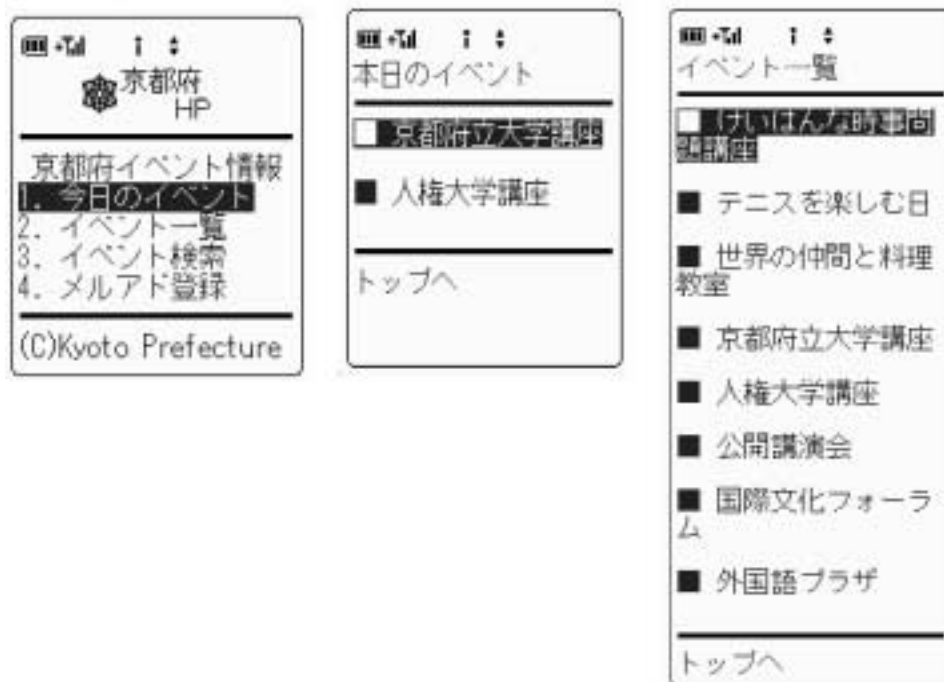 京都府
HP
京都府イベント情報
1. 今日のイベント
2. イベント一覧
3. イベント検索
4. メルアド登録
(C)Kyoto Prefecture
本日のイベント
□ 京都府立大学講座
■ 人権大学講座
トップへ
イベント一覧
□ けいはんな時事尚
題講座
■ テニスを楽しむ日
■ 世界の仲間と料理
教室
■ 京都府立大学講座
■ 人権大学講座
■ 公開講演会
■ 国際文化フォーラ
ム
■ 外国語プラザ
トップへ